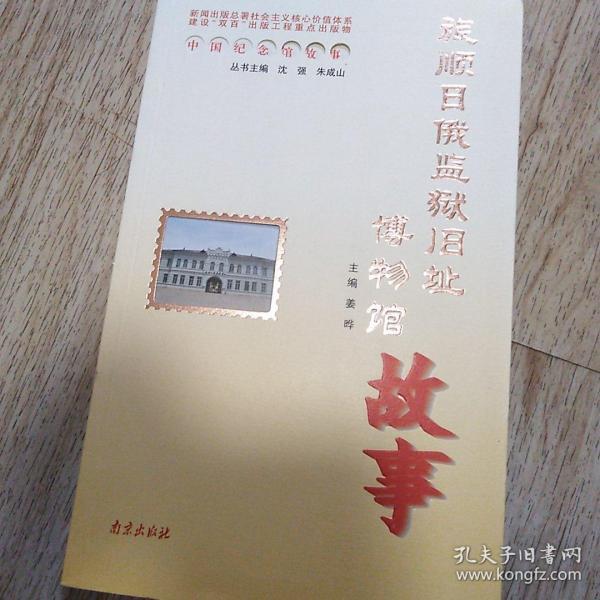 新闻出版总署社会主义核心价值体系
建设“双百”出版工程重点出版物
中国纪念馆故事
丛书主编 沈强 朱成山
旅顺日俄监狱旧址
博物馆
故事
主编 姜晔
南京出版社
孔夫子旧书网
www.kongfz.com